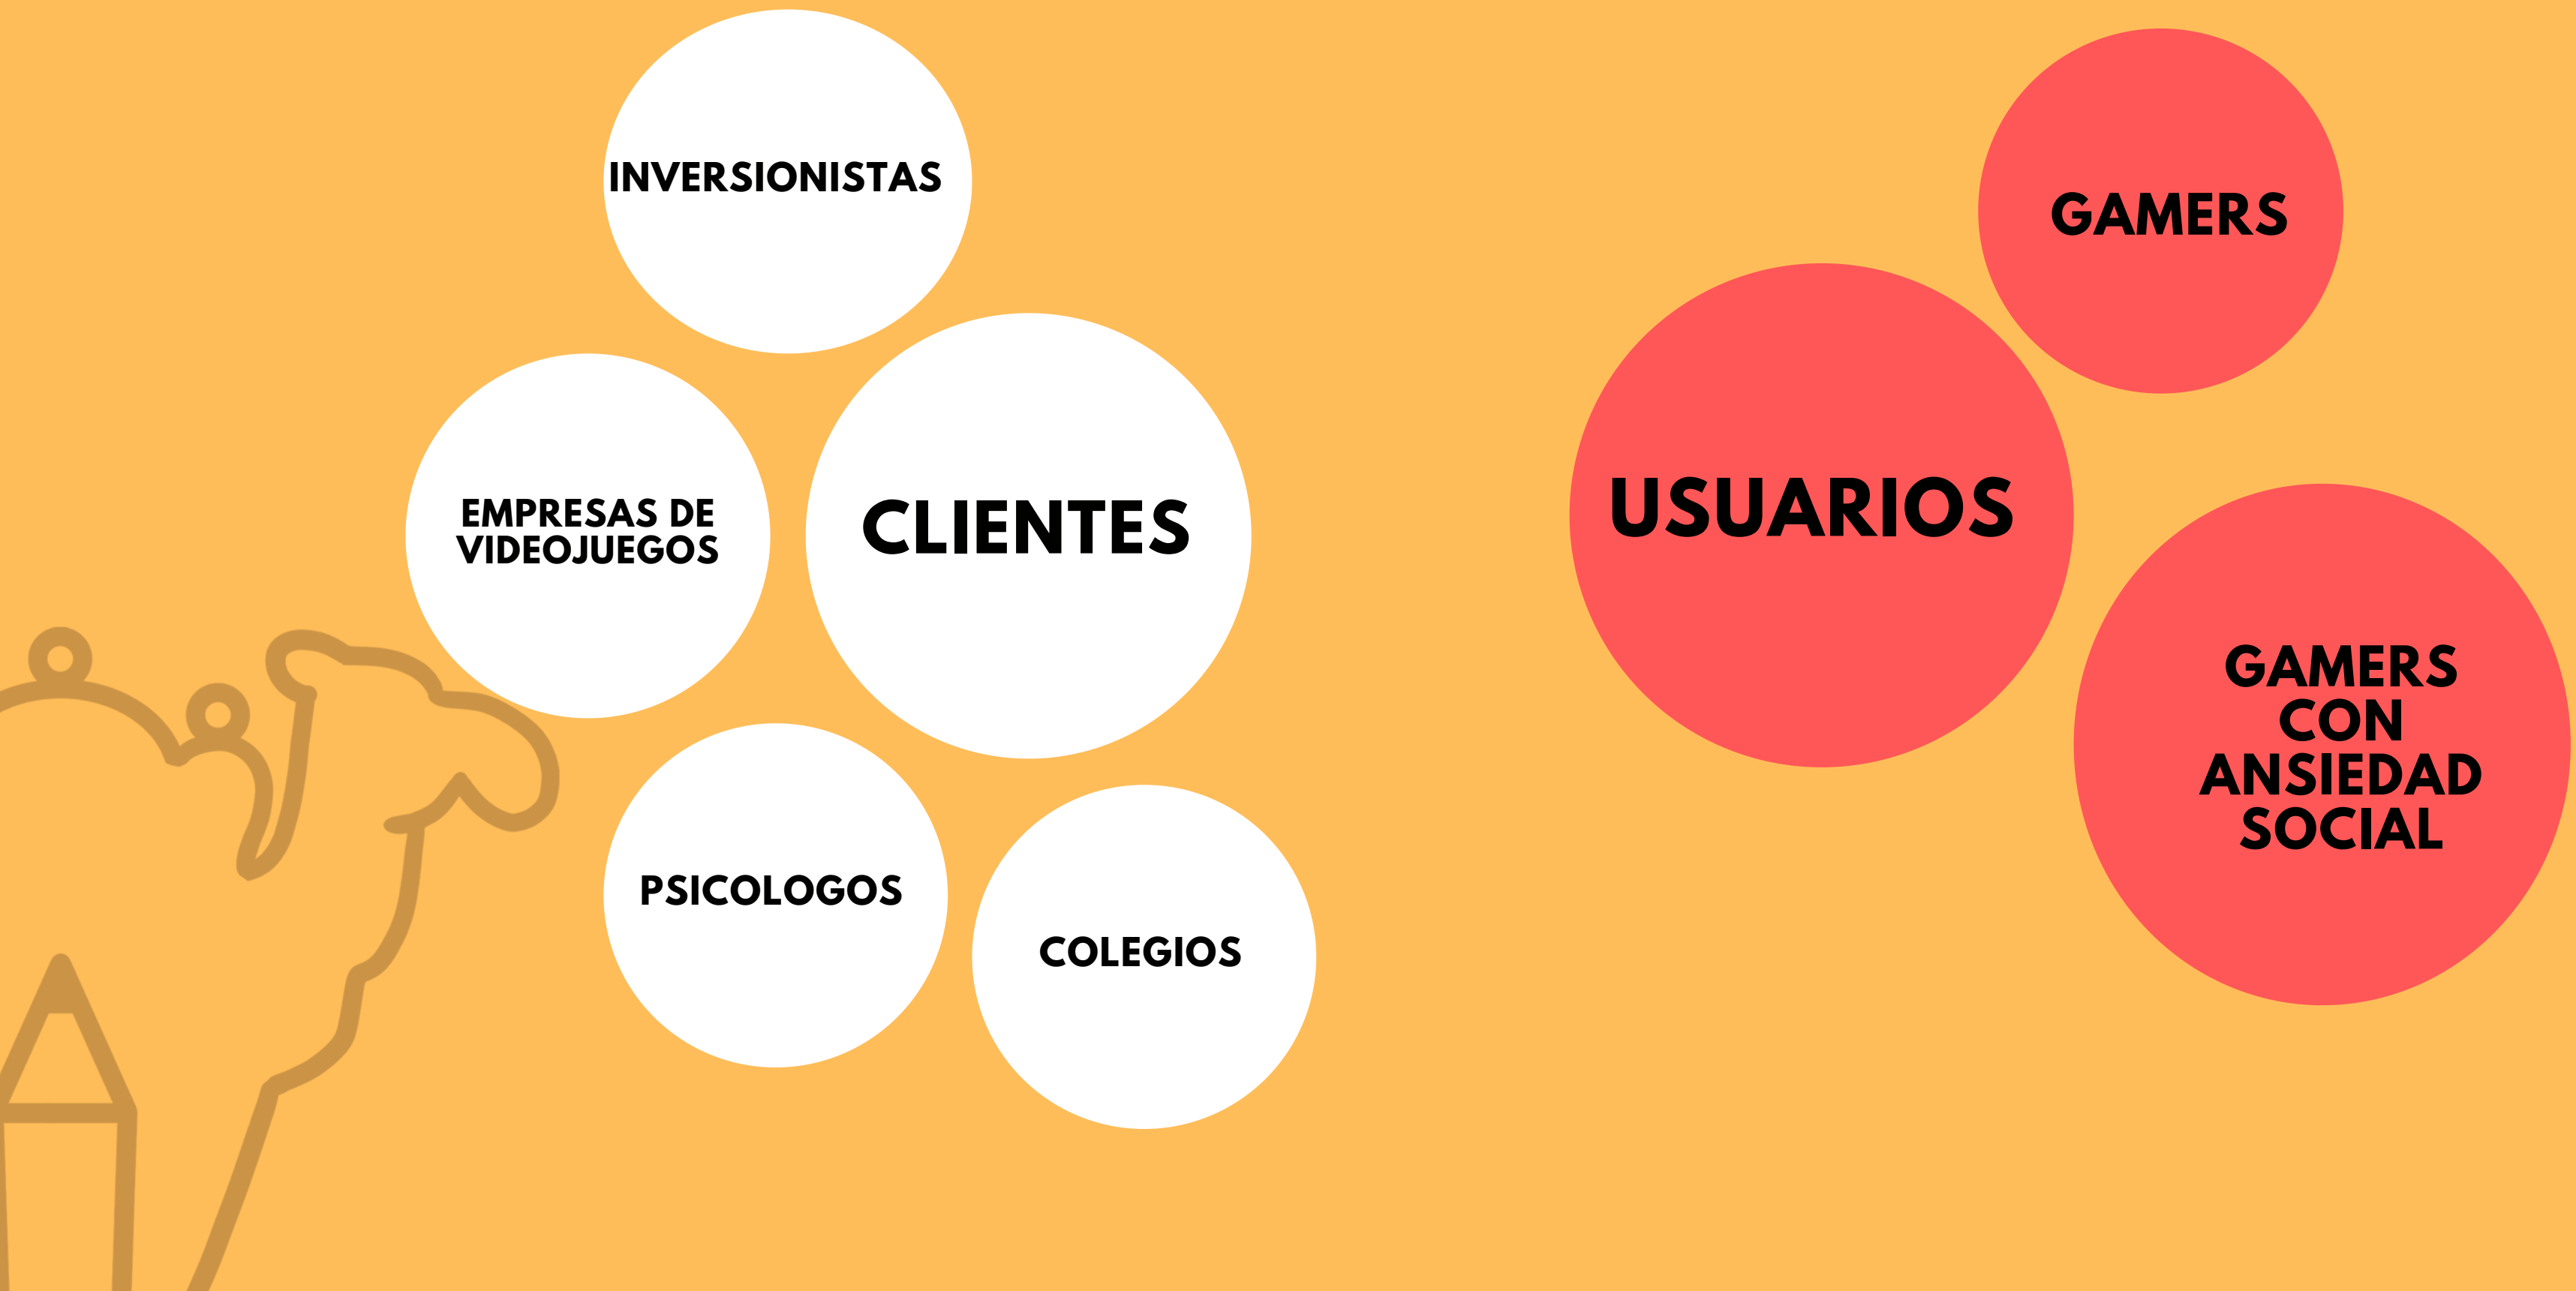 INVERSIONISTAS
EMPRESAS DE
VIDEOJUEGOS
CLIENTES
PSICOLOGOS
COLEGIOS
GAMERS
USUARIOS
GAMERS
CON
ANSIEDAD
SOCIAL